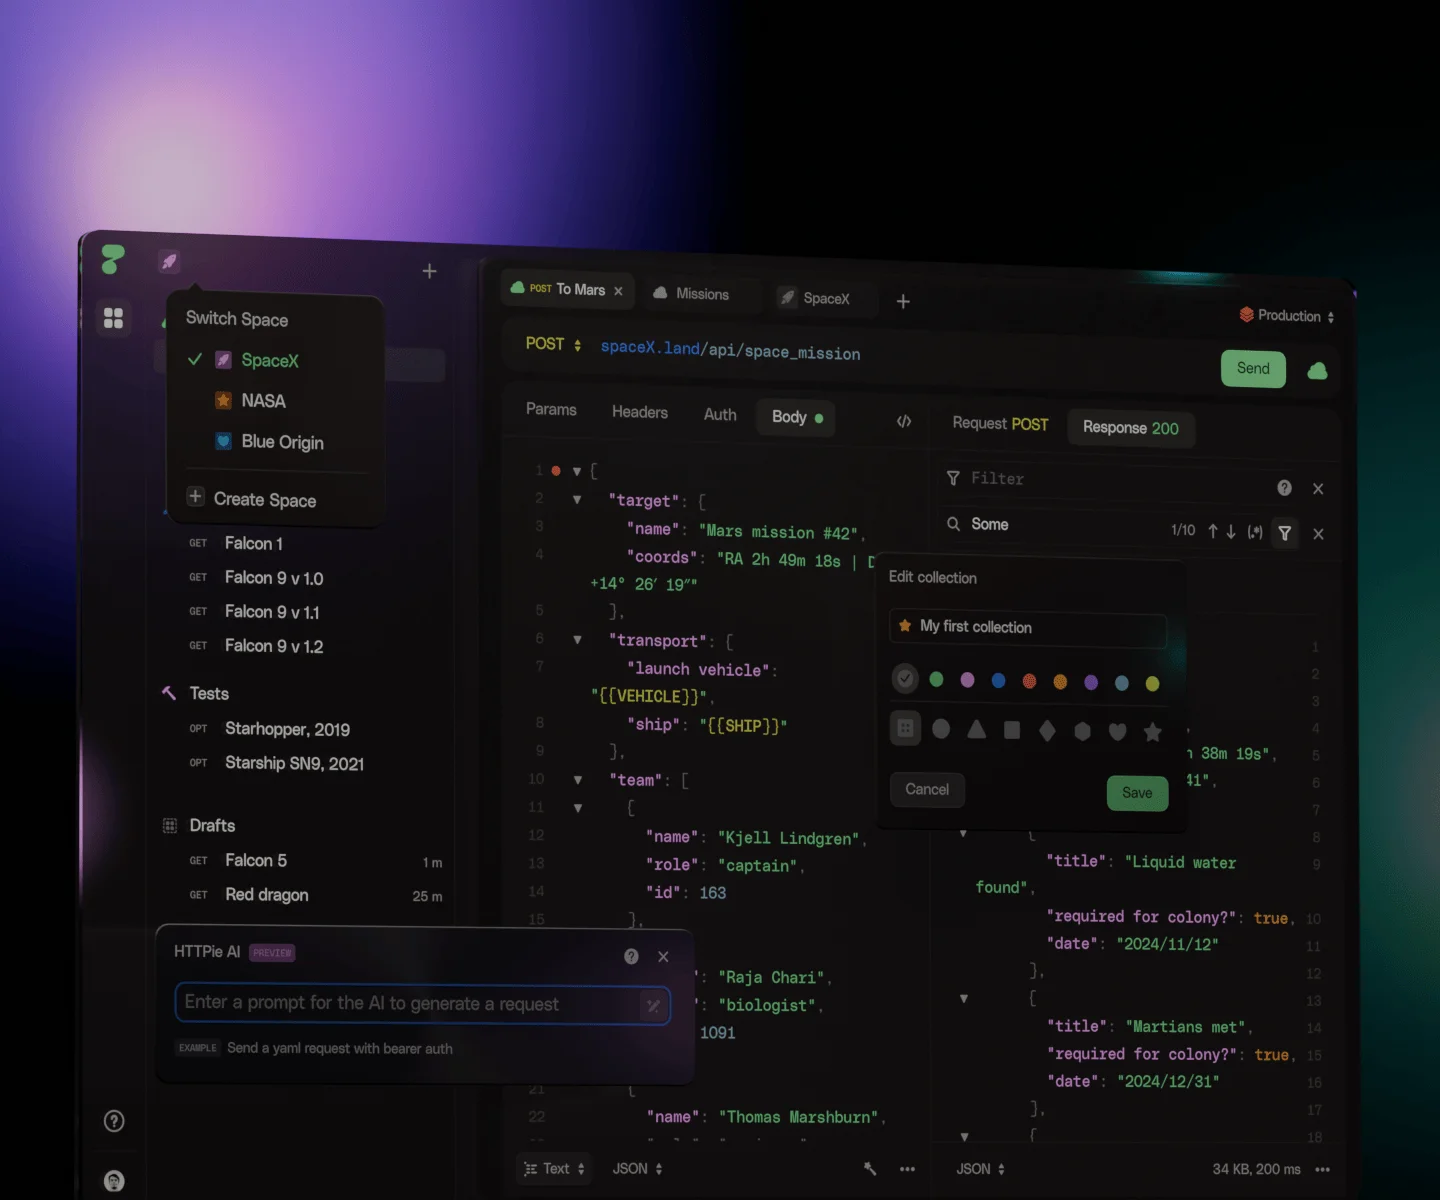 Switch Space
SpaceX
NASA
Blue Origin
Create Space
GET Falcon 1
GET Falcon 9 v 1.0
GET Falcon 9 v 1.1
GET Falcon 9 v 1.2
Tests
OPT Starhopper, 2019
OPT Starship SN9, 2021
Drafts
GET Falcon 5 1 m
GET Red dragon 25 m
HTTPie AI PREVIEW
Enter a prompt for the AI to generate a request
EXAMPLE Send a yaml request with bearer auth
POST To Mars
Missions
SpaceX
Production
POST spaceX.land/api/space_mission
Send
Params Headers Auth Body
1 {
2 "target": {
3 "name": "Mars mission #42",
4 "coords": "RA 2h 49m 18s | D
+14° 26′ 19″"
5 },
6 "transport": {
7 "launch vehicle":
"{{VEHICLE}}",
8 "ship": "{{SHIP}}"
9 },
10 "team": [
11 {
12 "name": "Kjell Lindgren",
13 "role": "captain",
14 "id": 163
15 },
": "Raja Chari",
": "biologist",
1091
21 {
22 "name": "Thomas Marshburn",
Text JSON
Request POST Response 200
Filter
Some 1/10 (.*)
Edit collection
My first collection
Cancel Save
1
2
3
4
38m 19s", 5
41", 6
7
{ 8
"title": "Liquid water 9
found",
"required for colony?": true, 10
"date": "2024/11/12" 11
}, 12
{ 13
"title": "Martians met", 14
"required for colony?": true, 15
"date": "2024/12/31" 16
}, 17
{ 18
JSON 34 KB, 200 ms